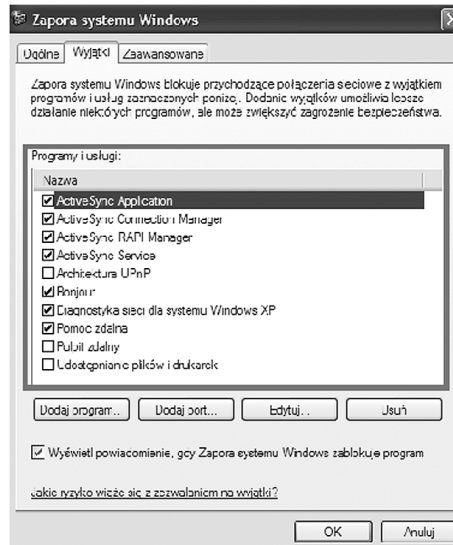 Zapora systemu Windows
Ogólne Wyjątki Zaawansowane
Zapora systemu Windows blokuje przychodzące połączenia sieciowe z wyjątkiem
programów i usług zaznaczonych poniżej. Dodanie wyjątków umożliwia lepsze
działanie niektórych programów, ale może zwiększyć zagrożenie bezpieczeństwa.
Programy i usługi:
Nazwa
ActiveSync Application
ActiveSync Connection Manager
ActiveSync RAPI Manager
ActiveSync Service
Architektura UPnP
Bonjour
Diagnostyka sieci dla systemu Windows XP
Pomoc zdalna
Pulpit zdalny
Udostępnianie plików i drukarek
Dodaj program... Dodaj port... Edytuj... Usuń
Wyświetl powiadomienie, gdy Zapora systemu Windows zablokuje program
Jakie ryzyko wiąże się z zezwalaniem na wyjątki?
OK Anuluj